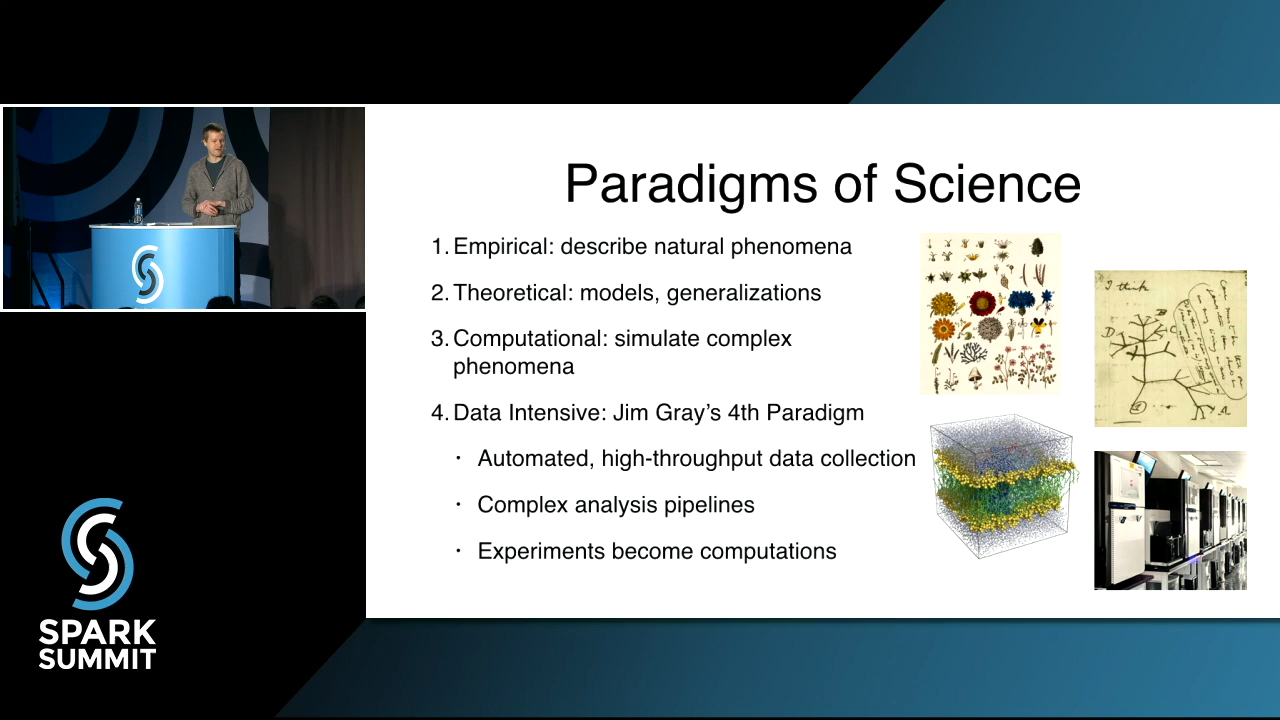 Paradigms of Science
1. Empirical: describe natural phenomena
2. Theoretical: models, generalizations
3. Computational: simulate complex
phenomena
4. Data Intensive: Jim Gray's 4th Paradigm
· Automated, high-throughput data collection
· Complex analysis pipelines
· Experiments become computations
I think
SPARK
SUMMIT